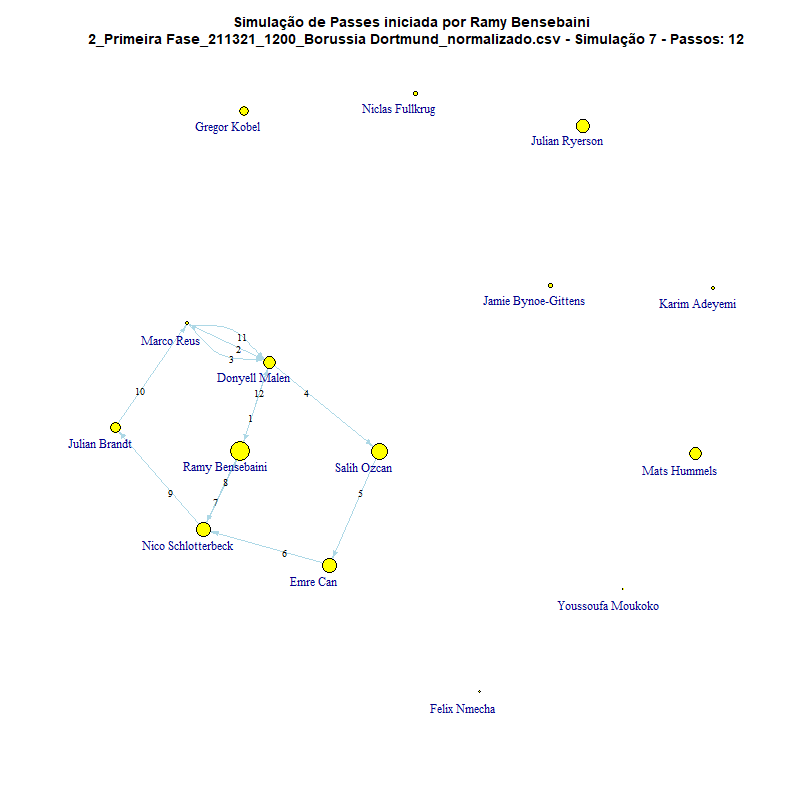 Simulação de Passes iniciada por Ramy Bensebaini
2_Primeira Fase_211321_1200_Borussia Dortmund_normalizado.csv - Simulação 7 - Passos: 12
Niclas Fullkrug
Gregor Kobel
Julian Ryerson
Jamie Bynoe-Gittens
Karim Adeyemi
Marco Reus
11
2
3
Donyell Malen
10
12
4
1
Julian Brandt
Ramy Bensebaini
Salih Ozcan
Mats Hummels
8
9
5
7
Nico Schlotterbeck
6
Emre Can
Youssoufa Moukoko
Felix Nmecha